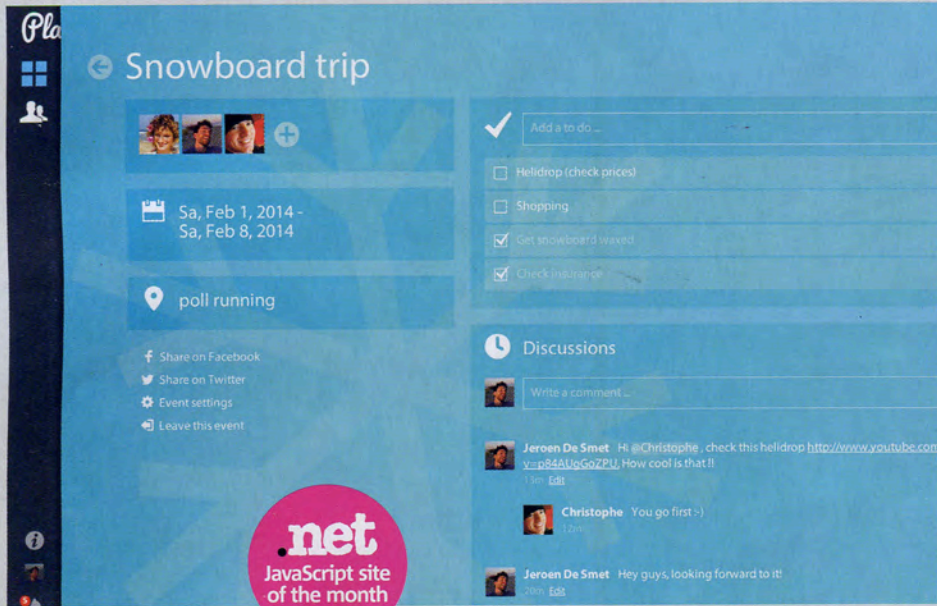 Pla
Snowboard trip
Sa, Feb 1, 2014 -
Sa, Feb 8, 2014
poll running
Share on Facebook
Share on Twitter
Event settings
Leave this event
.net
JavaScript site
of the month
Add a to do ...
Helidrop (check prices)
Shopping
Get snowboard waxed
Check insurance
Discussions
Write a comment ...
Jeroen De Smet Hi @Christophe , check this helidrop http://www.youtube.com
v=p84AUgGoZPU, How cool is that !!
Edit
Christophe You go first :-)
12m
Jeroen De Smet Hey guys, looking forward to it!
20m Edit